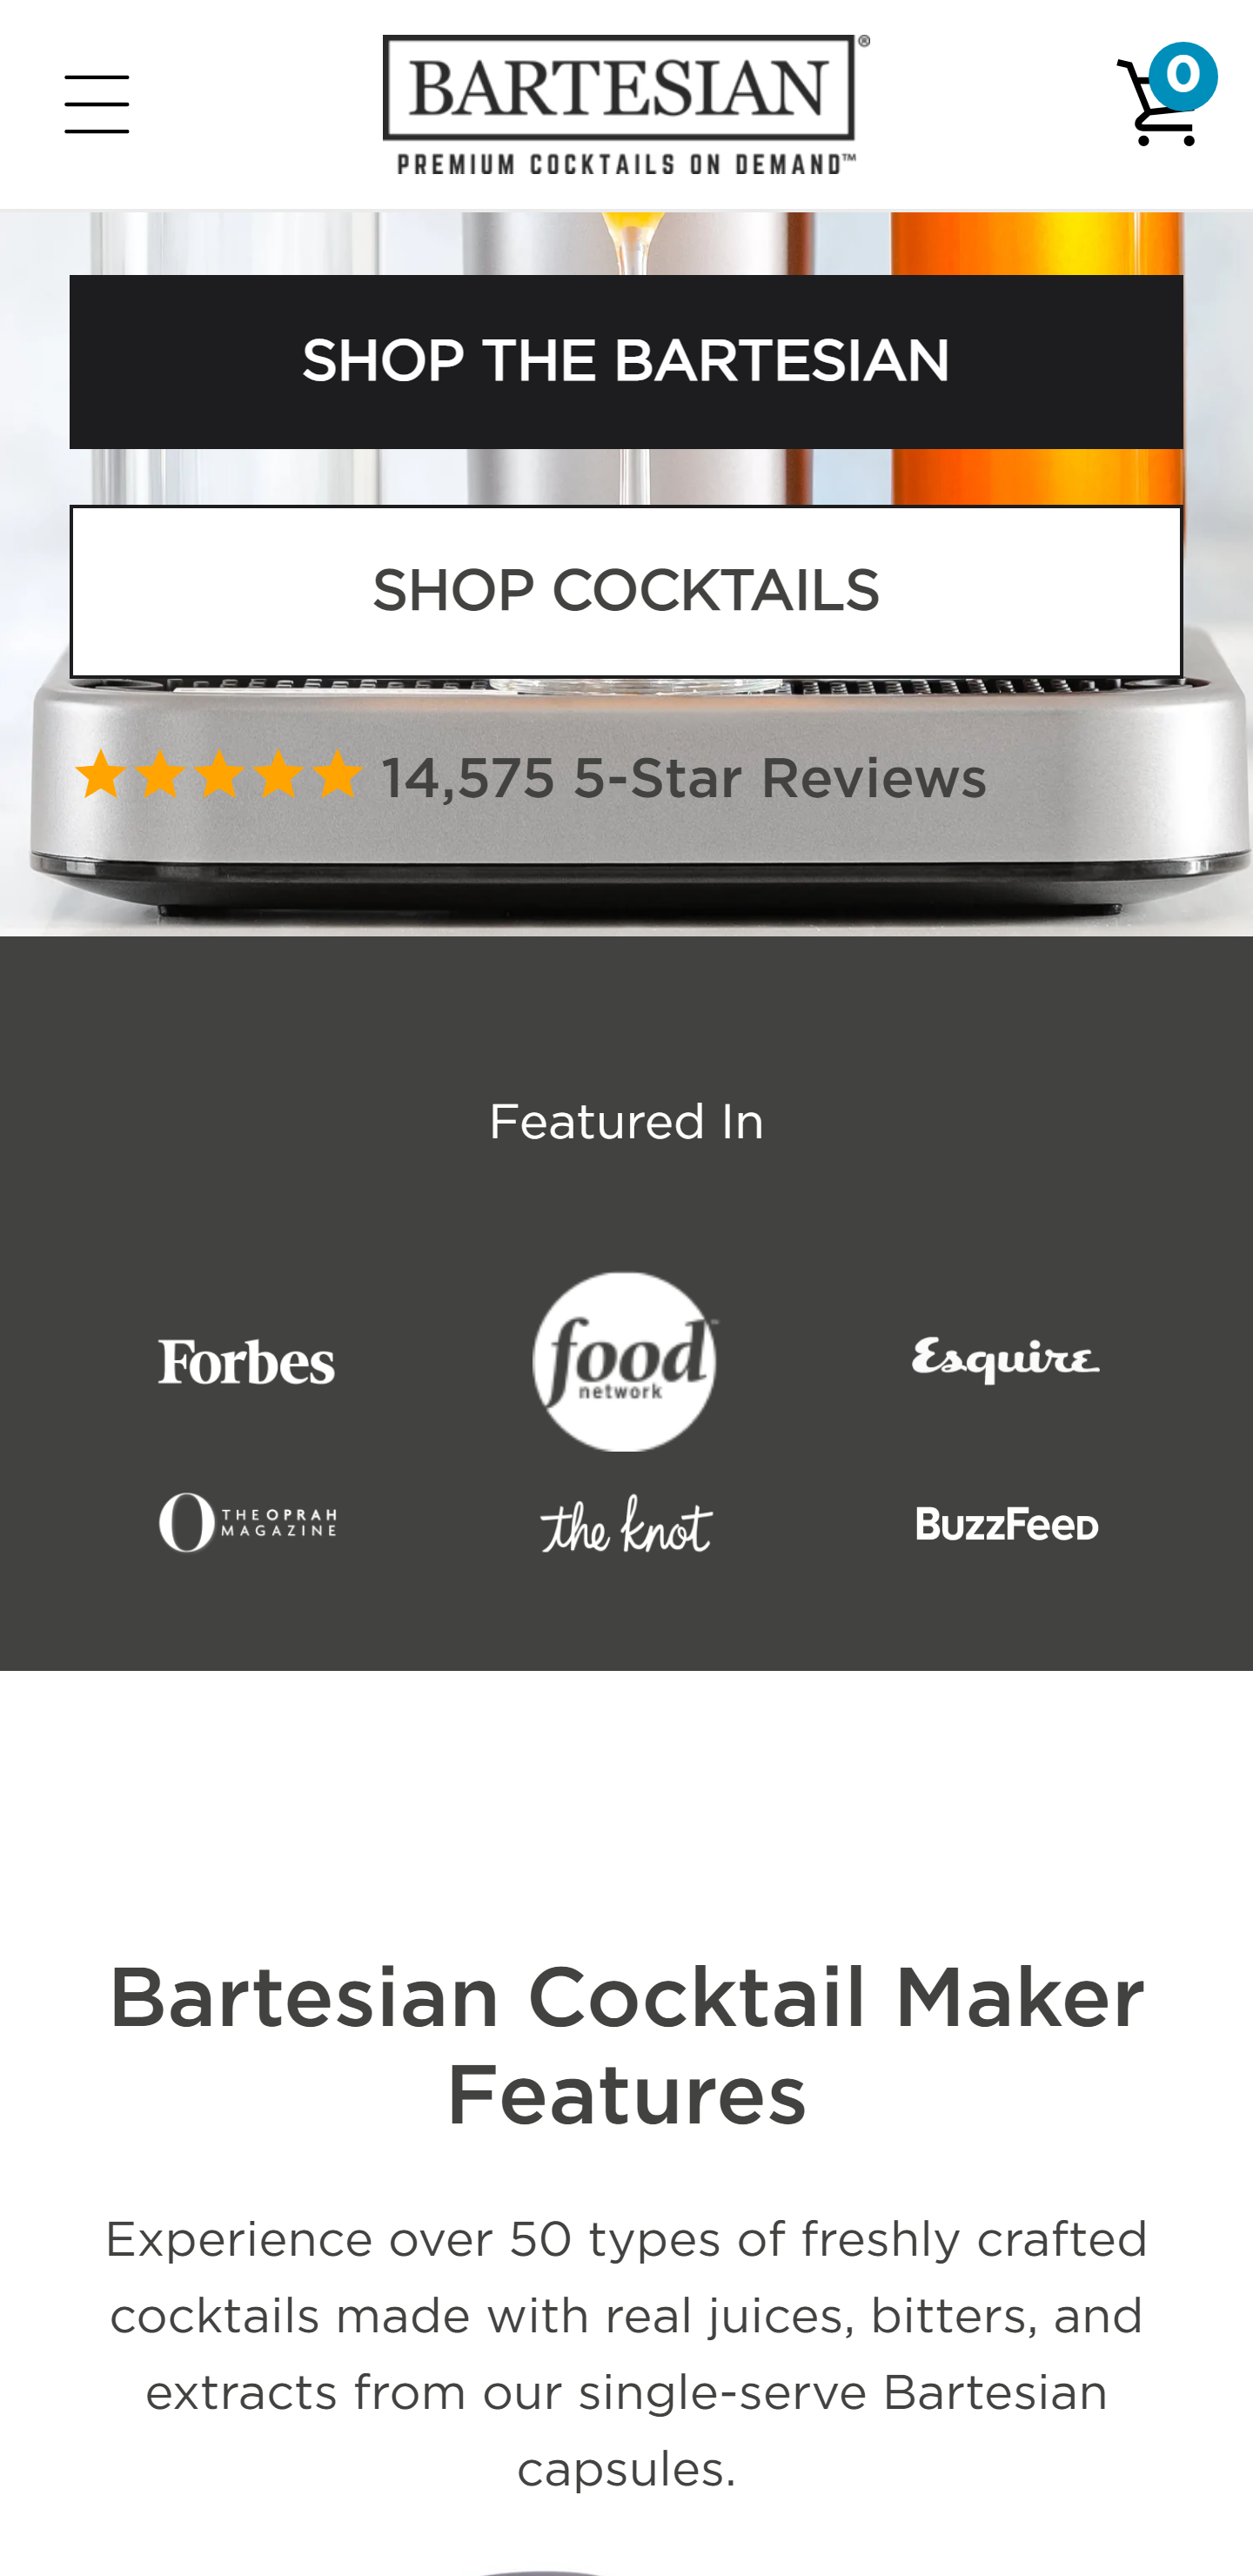 BARTESIAN®
PREMIUM COCKTAILS ON DEMAND™
0
SHOP THE BARTESIAN
SHOP COCKTAILS
14,575 5-Star Reviews
Featured In
Forbes
food™
network
Esquire
O THE OPRAH
MAGAZINE
the knot
BuzzFeed
Bartesian Cocktail Maker
Features
Experience over 50 types of freshly crafted
cocktails made with real juices, bitters, and
extracts from our single-serve Bartesian
capsules.